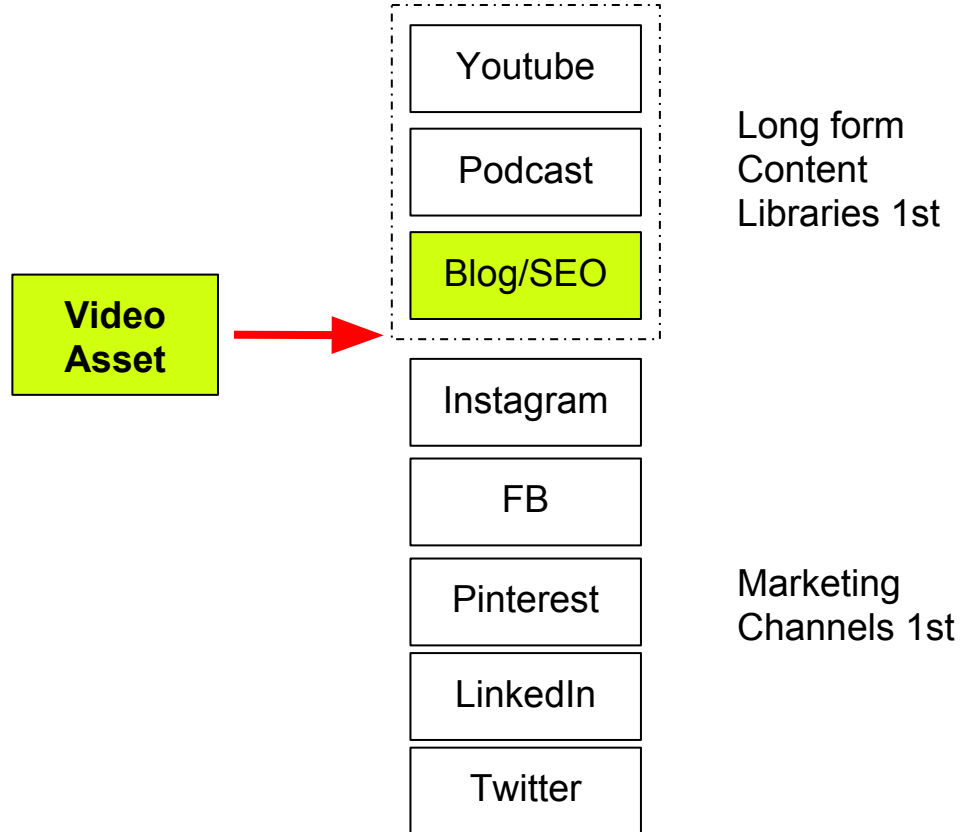 Youtube
Podcast
Blog/SEO
Long form
Content
Libraries 1st
Video
Asset
Instagram
FB
Pinterest
LinkedIn
Twitter
Marketing
Channels 1st